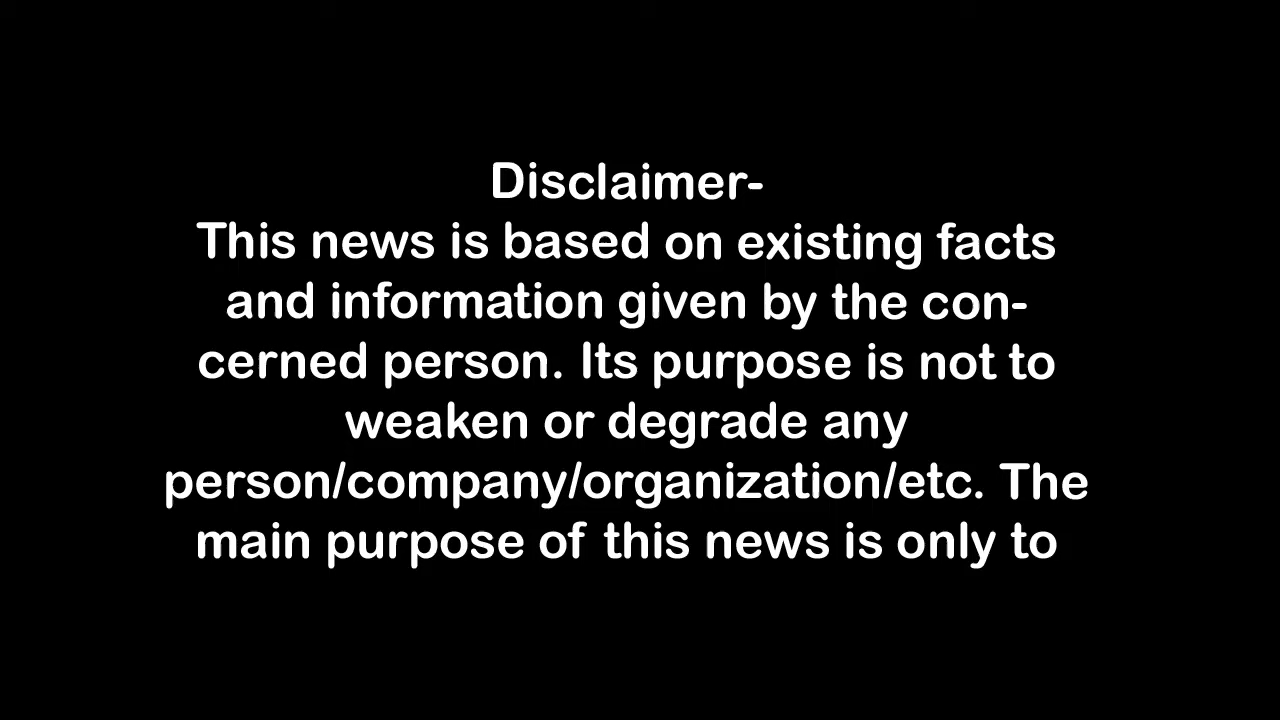 Disclaimer-
This news is based on existing facts
and information given by the con-
cerned person. Its purpose is not to
weaken or degrade any
person/company/organization/etc. The
main purpose of this news is only to